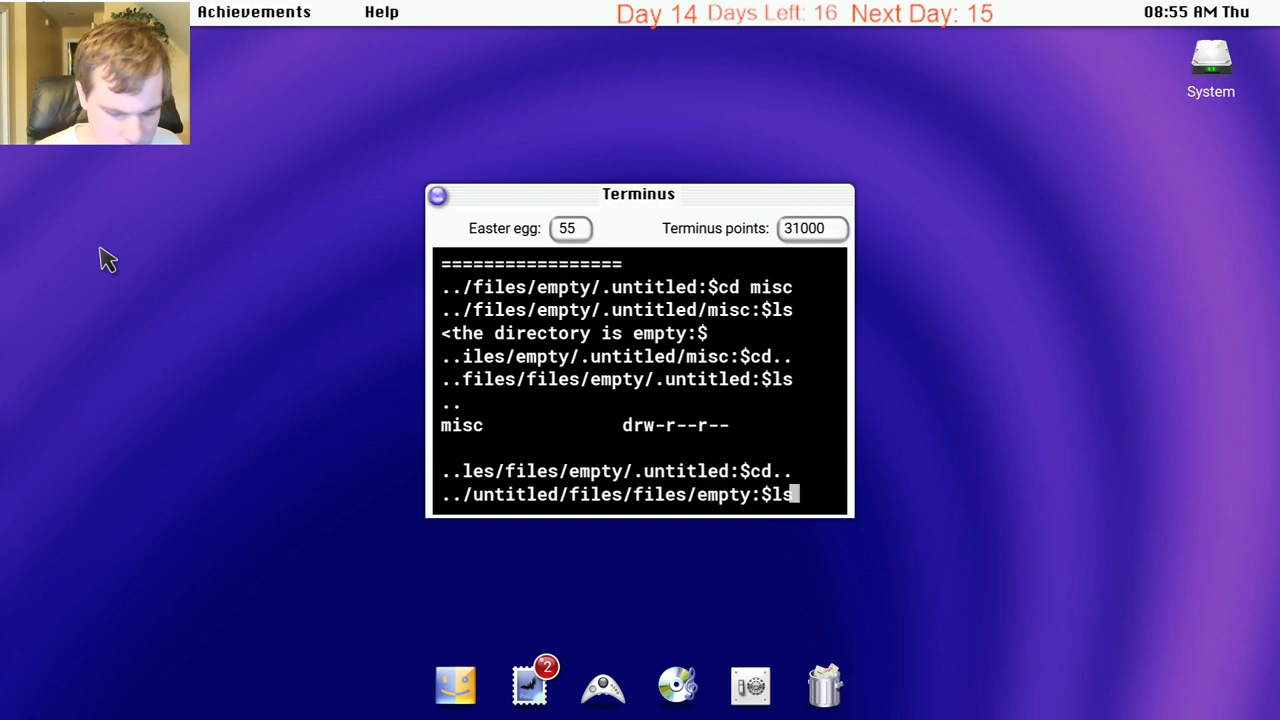 Achievements Help Day 14 Days Left: 16 Next Day: 15 08:55 AM Thu
System
Terminus
Easter egg: 55 Terminus points: 31000
=================
../files/empty/.untitled:$cd misc
../files/empty/.untitled/misc:$ls
<the directory is empty:$
..iles/empty/.untitled/misc:$cd..
..files/files/empty/.untitled:$ls
..
misc drw-r--r--
..les/files/empty/.untitled:$cd..
../untitled/files/files/empty:$ls
2